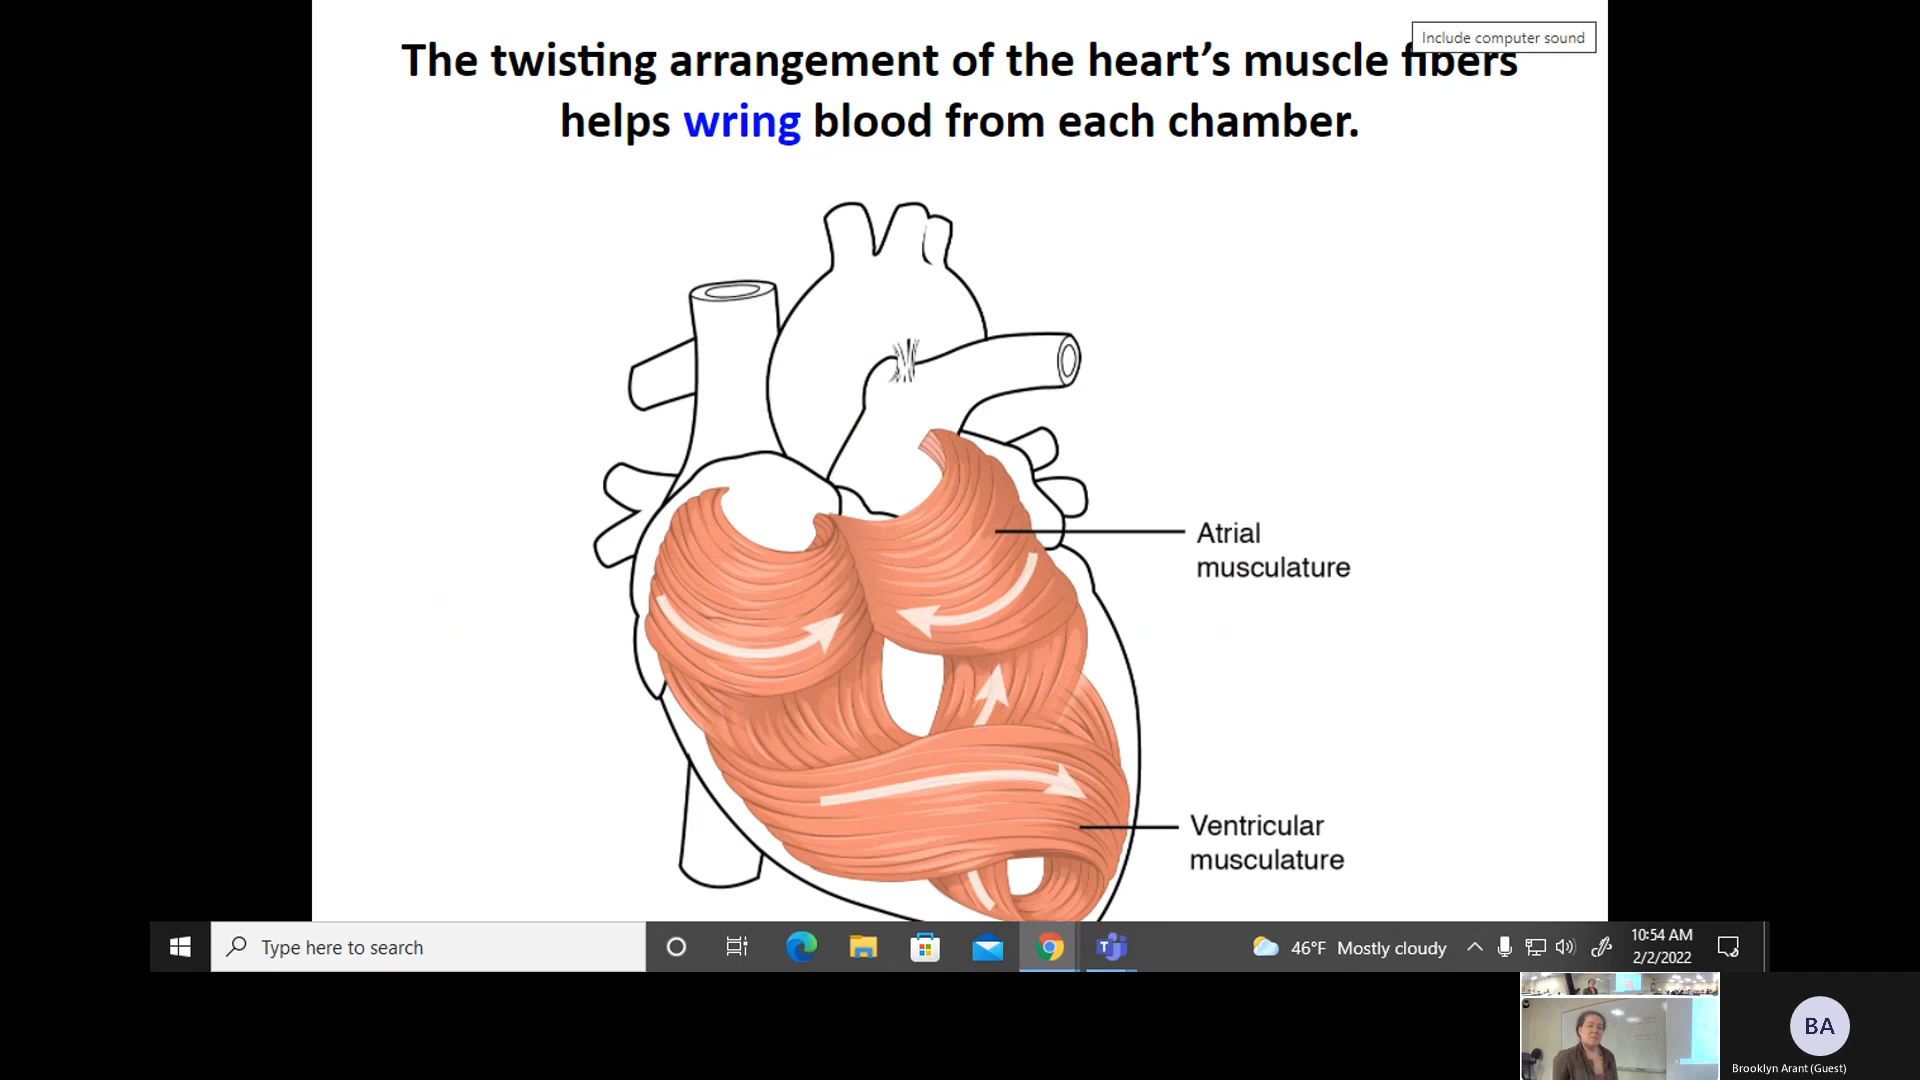 Include computer sound
The twisting arrangement of the heart's muscle fibers
helps wring blood from each chamber.
Atrial
musculature
Ventricular
musculature
Type here to search
46°F Mostly cloudy
10:54 AM
2/2/2022
BA
Brooklyn Arant (Guest)